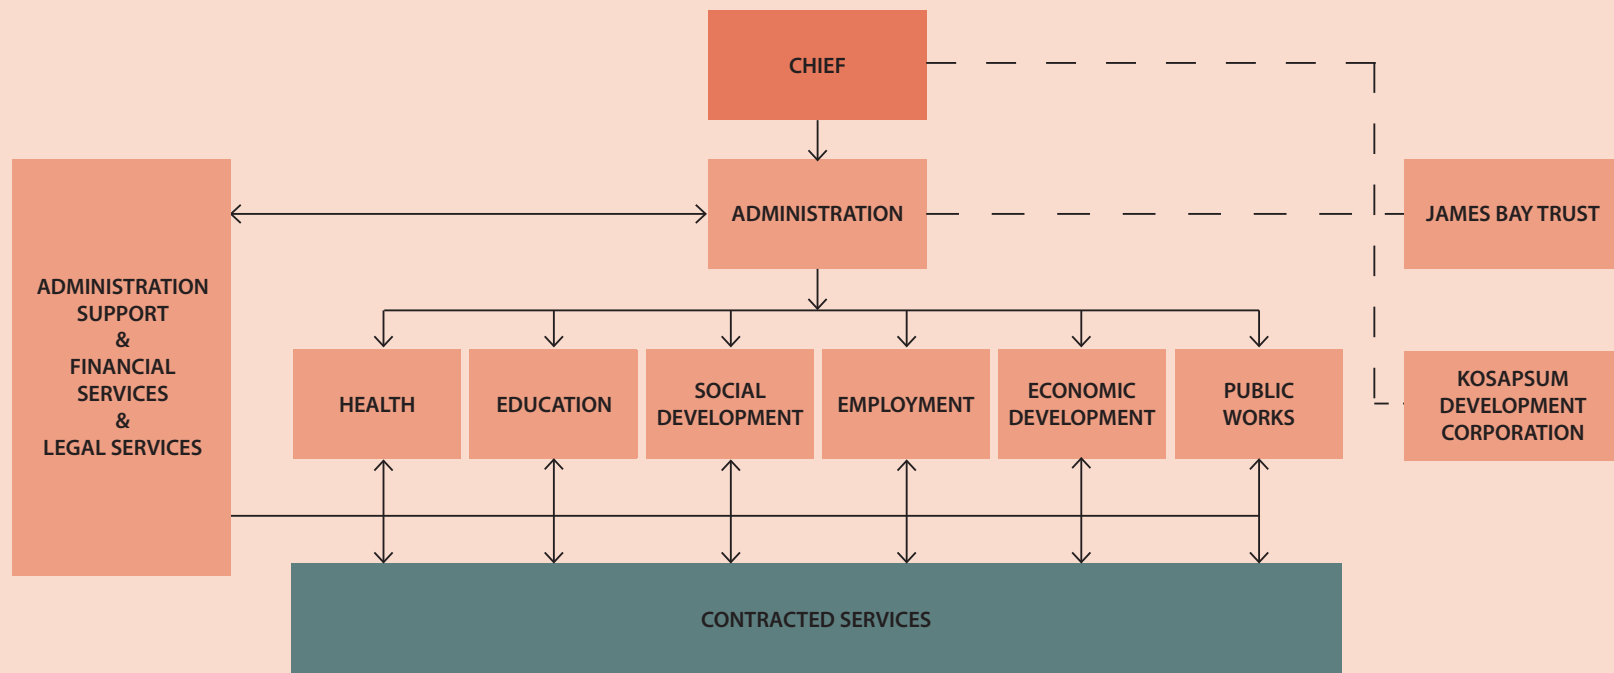 CHIEF
ADMINISTRATION
JAMES BAY TRUST
ADMINISTRATION
SUPPORT
&
FINANCIAL
SERVICES
&
LEGAL SERVICES
HEALTH
EDUCATION
SOCIAL
DEVELOPMENT
EMPLOYMENT
ECONOMIC
DEVELOPMENT
PUBLIC
WORKS
KOSAPSUM
DEVELOPMENT
CORPORATION
CONTRACTED SERVICES